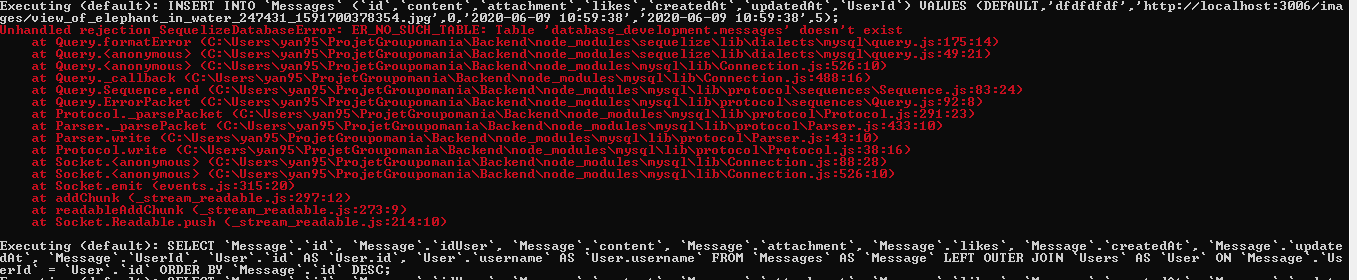 Executing (default): INSERT INTO `Messages` (`id`,`content`,`attachment`,`likes`,`createdAt`,`updatedAt`,`UserId`) VALUES (DEFAULT,'dfdfdfdf','http://localhost:3006/ima
ges/view_of_elephant_in_water_247431_1591700378354.jpg',0,'2020-06-09 10:59:38','2020-06-09 10:59:38',5);
Unhandled rejection SequelizeDatabaseError: ER_NO_SUCH_TABLE: Table 'database_development.messages' doesn't exist
    at Query.formatError (C:\Users\yan95\ProjetGroupomania\Backend\node_modules\sequelize\lib\dialects\mysql\query.js:175:14)
    at Query.<anonymous> (C:\Users\yan95\ProjetGroupomania\Backend\node_modules\sequelize\lib\dialects\mysql\query.js:49:21)
    at Query.<anonymous> (C:\Users\yan95\ProjetGroupomania\Backend\node_modules\mysql\lib\Connection.js:526:10)
    at Query._callback (C:\Users\yan95\ProjetGroupomania\Backend\node_modules\mysql\lib\Connection.js:488:16)
    at Query.Sequence.end (C:\Users\yan95\ProjetGroupomania\Backend\node_modules\mysql\lib\protocol\sequences\Sequence.js:83:24)
    at Query.ErrorPacket (C:\Users\yan95\ProjetGroupomania\Backend\node_modules\mysql\lib\protocol\sequences\Query.js:92:8)
    at Protocol._parsePacket (C:\Users\yan95\ProjetGroupomania\Backend\node_modules\mysql\lib\protocol\Protocol.js:291:23)
    at Parser._parsePacket (C:\Users\yan95\ProjetGroupomania\Backend\node_modules\mysql\lib\protocol\Parser.js:433:10)
    at Parser.write (C:\Users\yan95\ProjetGroupomania\Backend\node_modules\mysql\lib\protocol\Parser.js:43:10)
    at Protocol.write (C:\Users\yan95\ProjetGroupomania\Backend\node_modules\mysql\lib\protocol\Protocol.js:38:16)
    at Socket.<anonymous> (C:\Users\yan95\ProjetGroupomania\Backend\node_modules\mysql\lib\Connection.js:88:28)
    at Socket.<anonymous> (C:\Users\yan95\ProjetGroupomania\Backend\node_modules\mysql\lib\Connection.js:526:10)
    at Socket.emit (events.js:315:20)
    at addChunk (_stream_readable.js:297:12)
    at readableAddChunk (_stream_readable.js:273:9)
    at Socket.Readable.push (_stream_readable.js:214:10)
Executing (default): SELECT `Message`.`id`, `Message`.`idUser`, `Message`.`content`, `Message`.`attachment`, `Message`.`likes`, `Message`.`createdAt`, `Message`.`update
dAt`, `Message`.`UserId`, `User`.`id` AS `User.id`, `User`.`username` AS `User.username` FROM `Messages` AS `Message` LEFT OUTER JOIN `Users` AS `User` ON `Message`.`Us
erId` = `User`.`id` ORDER BY `Message`.`id` DESC;